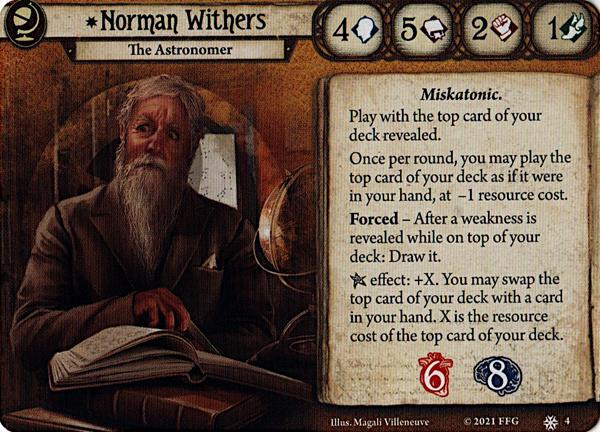 Norman Withers
The Astronomer
4 5 2 1
Miskatonic.
Play with the top card of your
deck revealed.
Once per round, you may play the
top card of your deck as if it were
in your hand, at –1 resource cost.
Forced – After a weakness is
revealed while on top of your
deck: Draw it.
effect: +X. You may swap the
top card of your deck with a card
in your hand. X is the resource
cost of the top card of your deck.
6 8
Illus. Magali Villeneuve © 2021 FFG 4